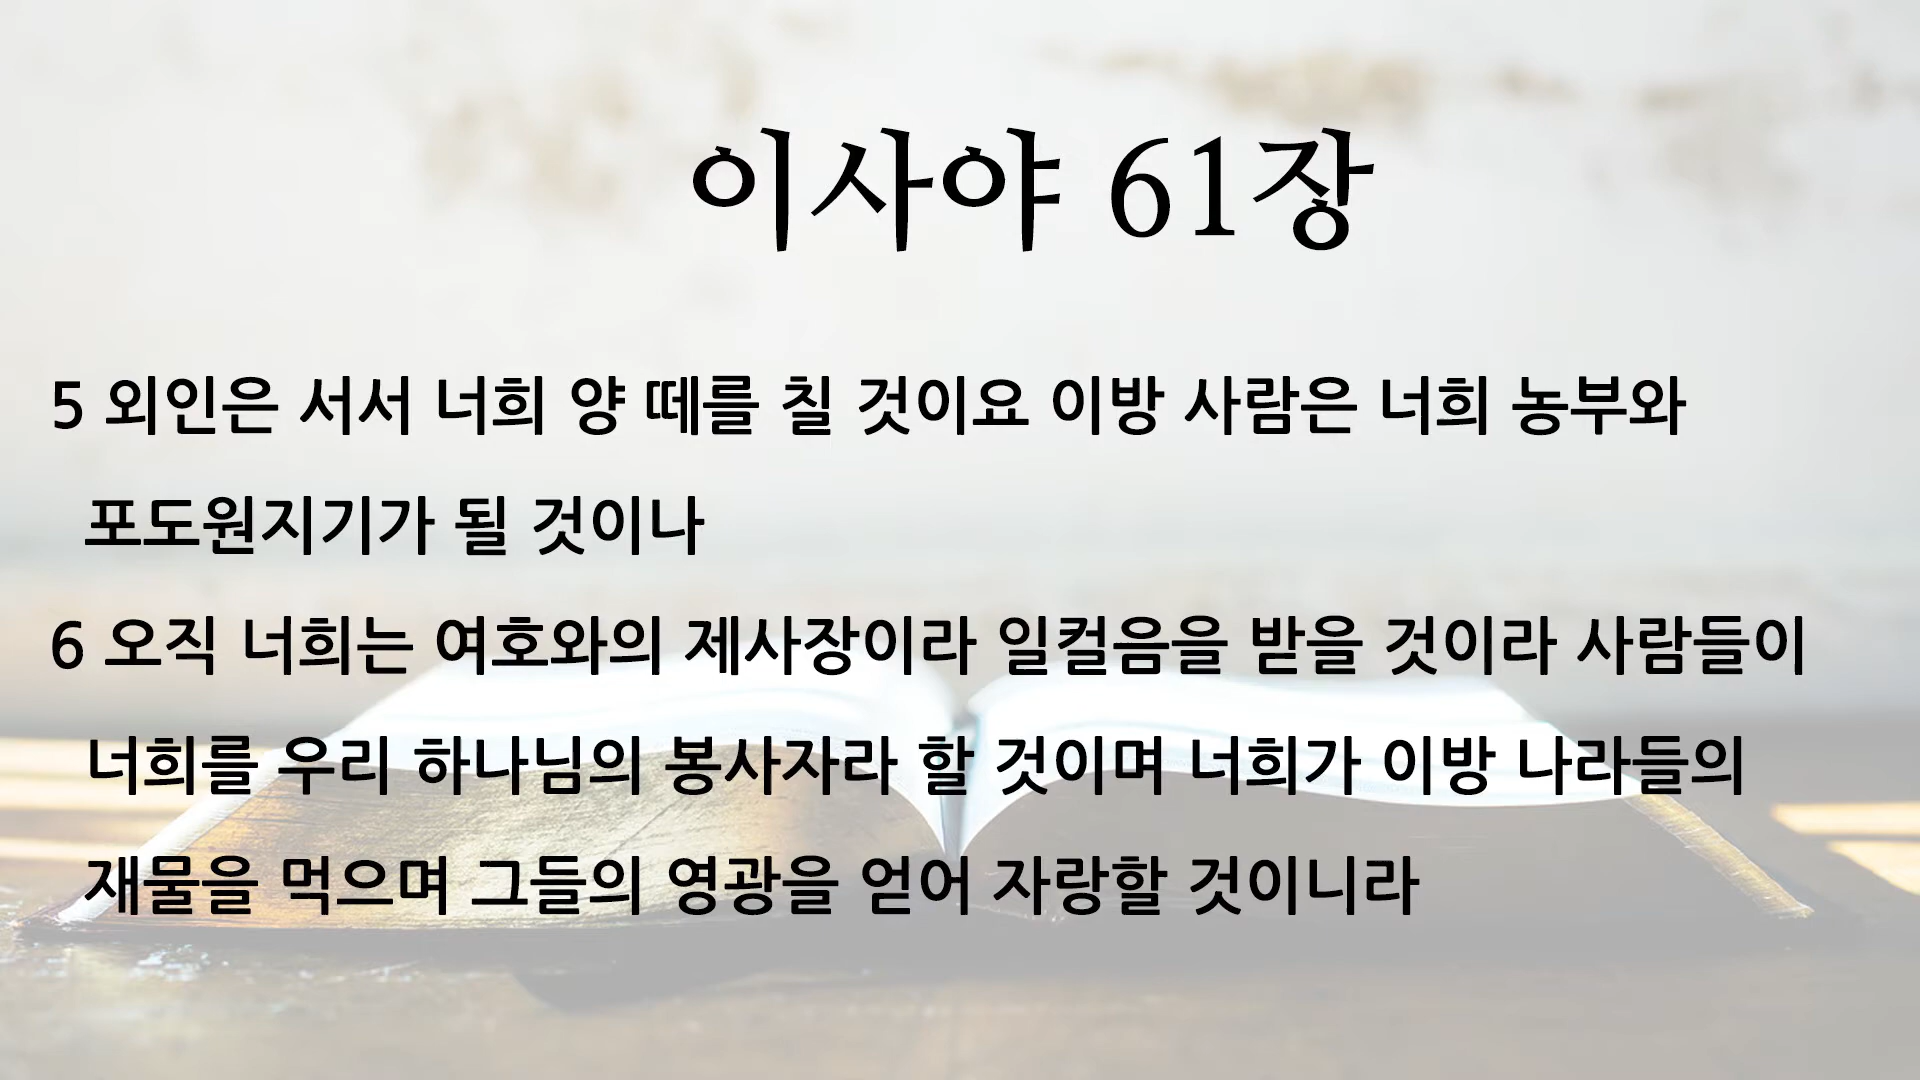 이사야 61장
5 외인은 서서 너희 양 떼를 칠 것이요 이방 사람은 너희 농부와
포도원지기가 될 것이나
6 오직 너희는 여호와의 제사장이라 일컬음을 받을 것이라 사람들이
너희를 우리 하나님의 봉사자라 할 것이며 너희가 이방 나라들의
재물을 먹으며 그들의 영광을 얻어 자랑할 것이니라